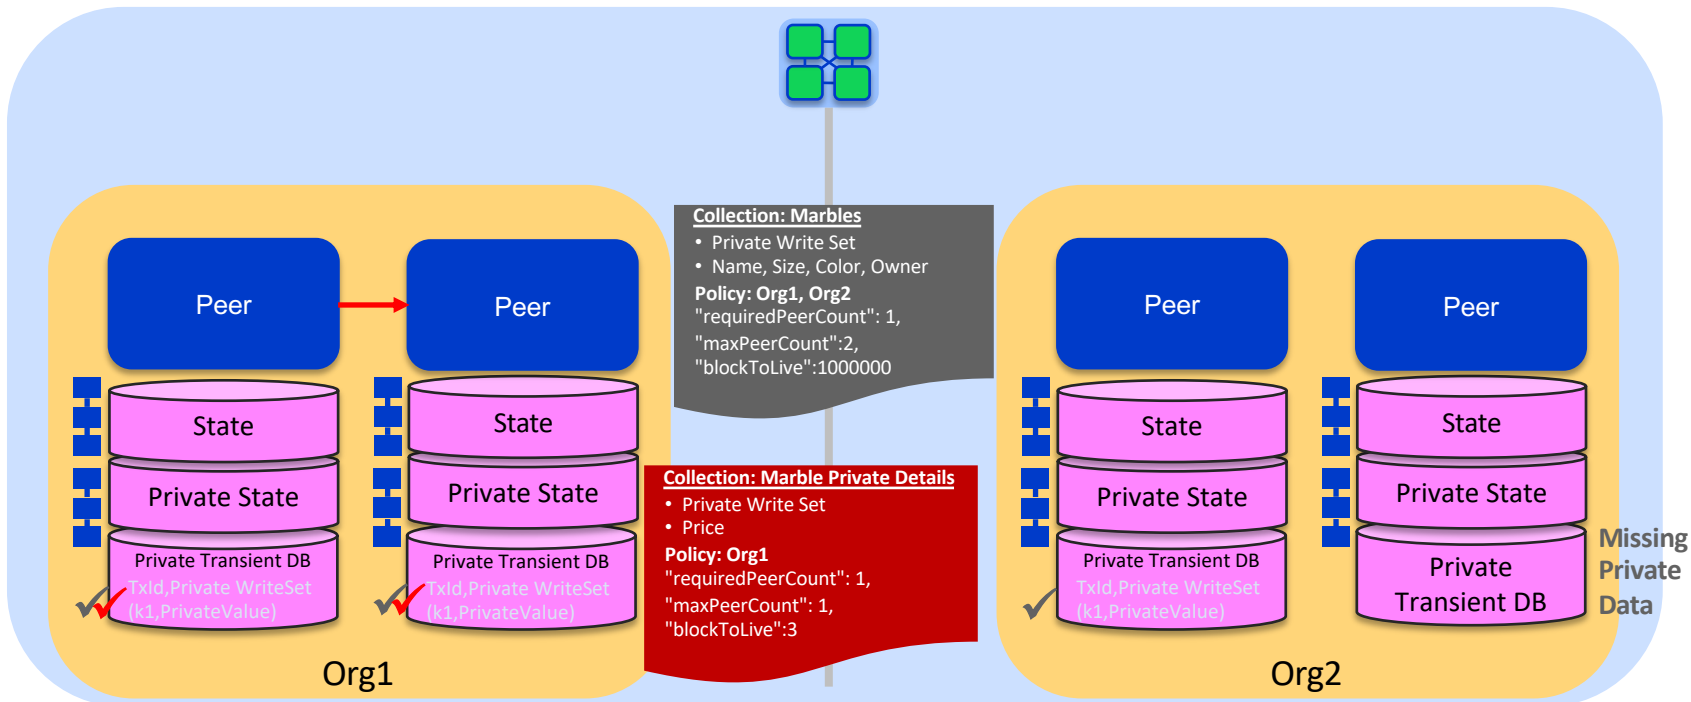 Collection: Marbles
• Private Write Set
• Name, Size, Color, Owner
Policy: Org1, Org2
"requiredPeerCount": 1,
"maxPeerCount":2,
"blockToLive":1000000
Collection: Marble Private Details
• Private Write Set
• Price
Policy: Org1
"requiredPeerCount": 1,
"maxPeerCount": 1,
"blockToLive":3
Peer
State
Private State
Private Transient DB
TxId,Private WriteSet
(k1,PrivateValue)
Peer
State
Private State
Private Transient DB
TxId,Private WriteSet
(k1,PrivateValue)
Org1
Peer
State
Private State
Private Transient DB
TxId,Private WriteSet
(k1,PrivateValue)
Peer
State
Private State
Private
Transient DB
Missing
Private
Data
Org2